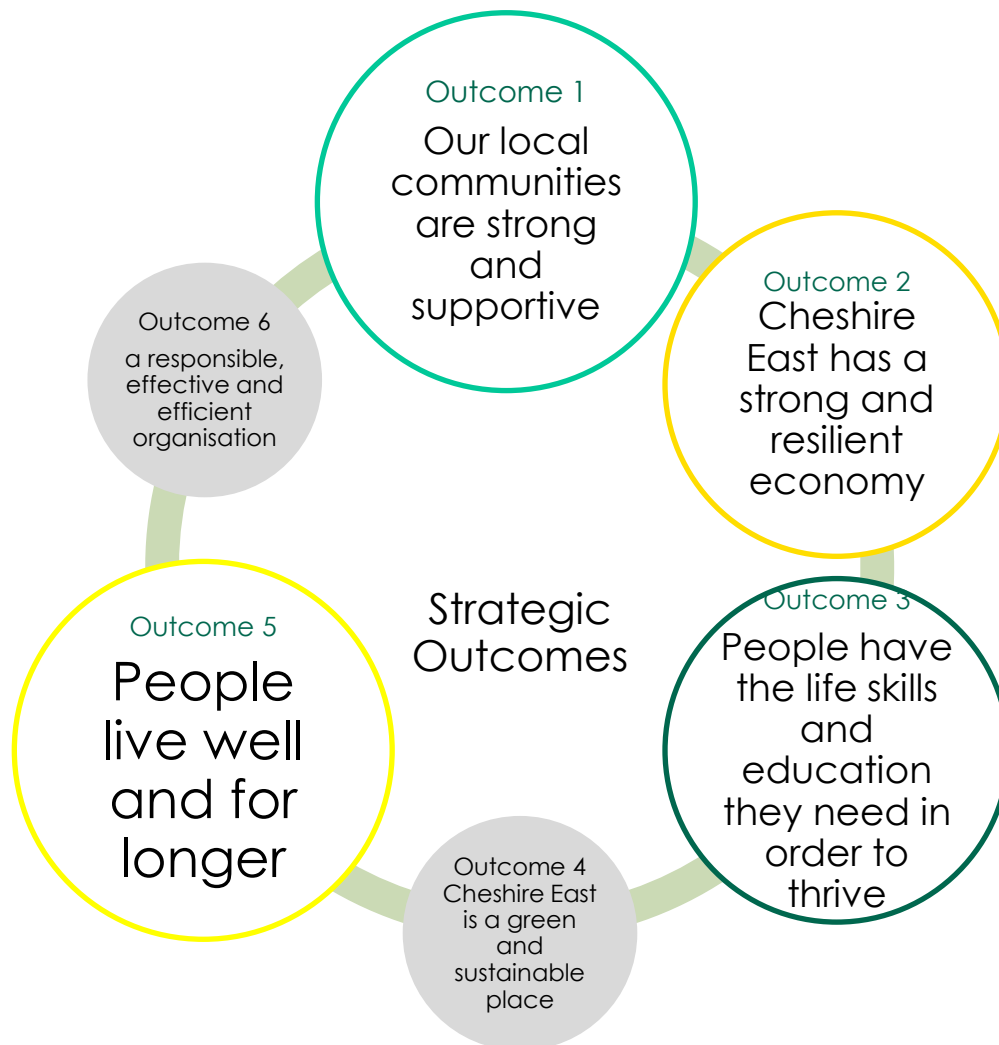 Outcome 1
Our local
communities
are strong
and
supportive
Outcome 2
Cheshire
East has a
strong and
resilient
economy
Outcome 3
People have
the life skills
and
education
they need in
order to
thrive
Outcome 4
Cheshire East
is a green
and
sustainable
place
Outcome 5
People
live well
and for
longer
Outcome 6
a responsible,
effective and
efficient
organisation
Strategic
Outcomes